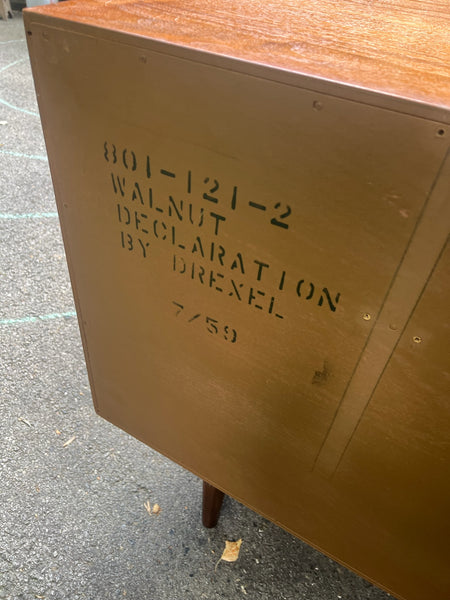 801-121-2
WALNUT
DECLARATION
BY DREXEL
7/59